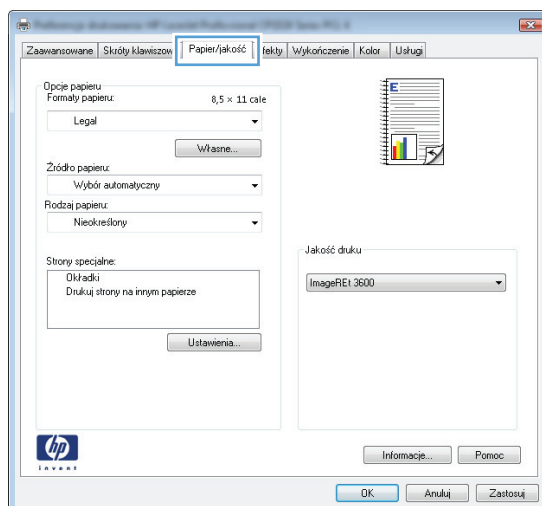 Zaawansowane Skróty klawiszow Papier/jakość fekty Wykończenie Kolor Usługi
Opcje papieru
Formaty papieru: 8,5 × 11 cale
Legal
Własne...
Źródło papieru:
Wybór automatyczny
Rodzaj papieru:
Nieokreślony
Strony specjalne:
Okładki
Drukuj strony na innym papierze
Ustawienia...
E
Jakość druku
ImageREt 3600
hp
invent
Informacje... Pomoc
OK Anuluj Zastosuj